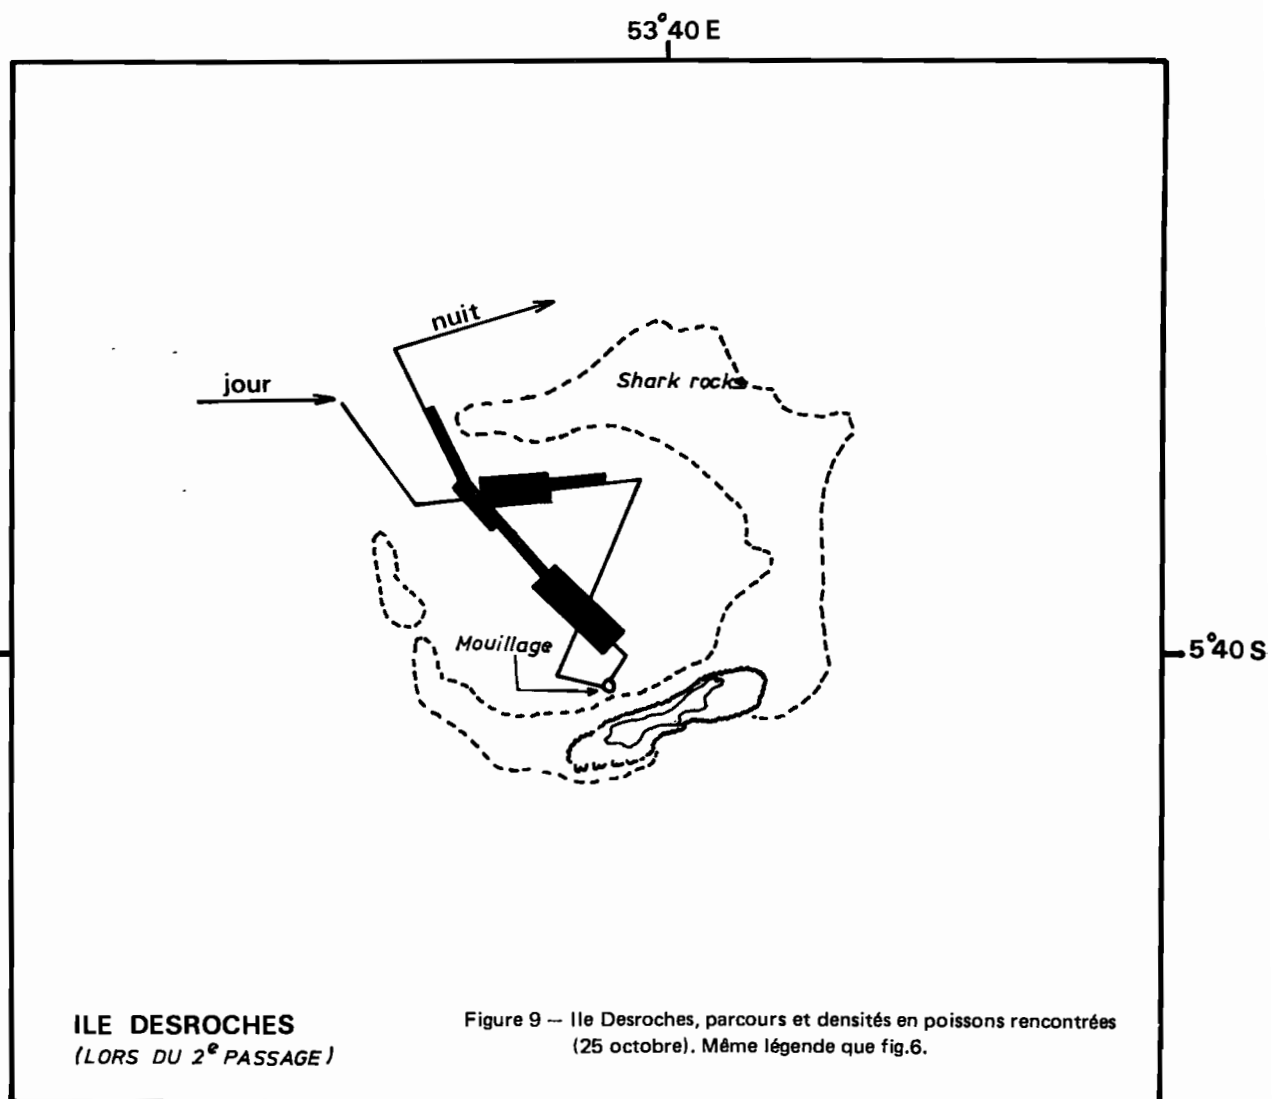 53°40 E
nuit
jour
Shark rocks
Mouillage
5°40 S
ILE DESROCHES
(LORS DU 2e PASSAGE)
Figure 9 — Ile Desroches, parcours et densités en poissons rencontrées
(25 octobre). Même légende que fig.6.